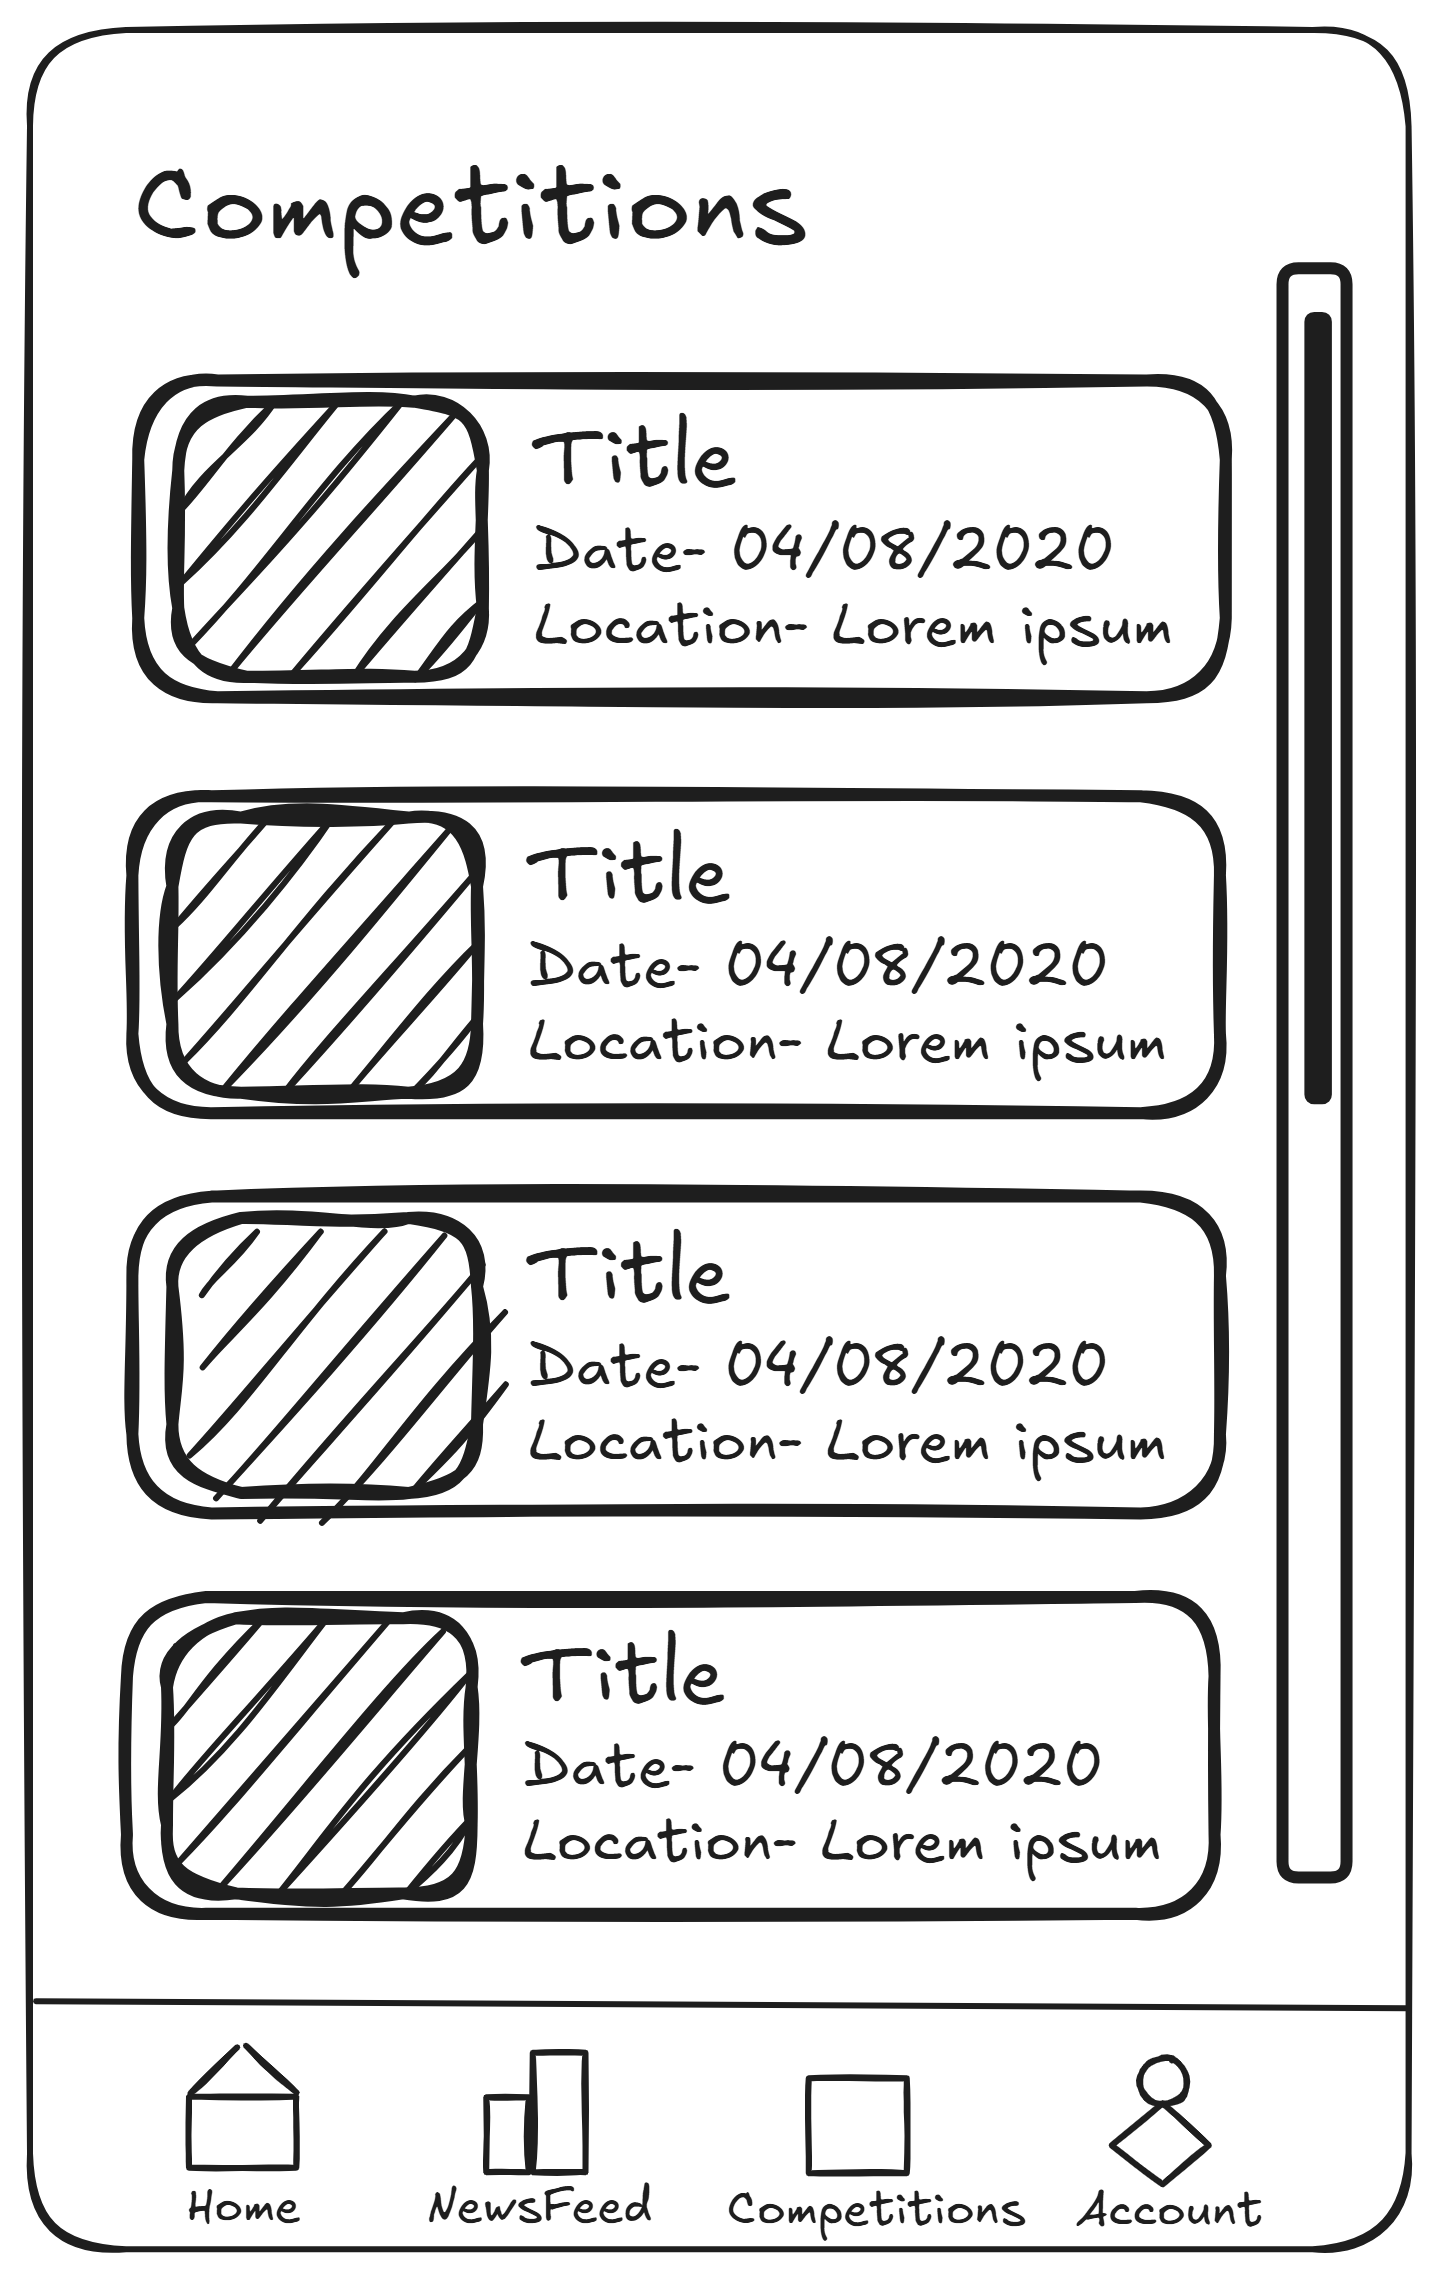 Competitions
Title
Date- 04/08/2020
Location- Lorem ipsum
Title
Date- 04/08/2020
Location- Lorem ipsum
Title
Date- 04/08/2020
Location- Lorem ipsum
Title
Date- 04/08/2020
Location- Lorem ipsum
Home NewsFeed Competitions Account